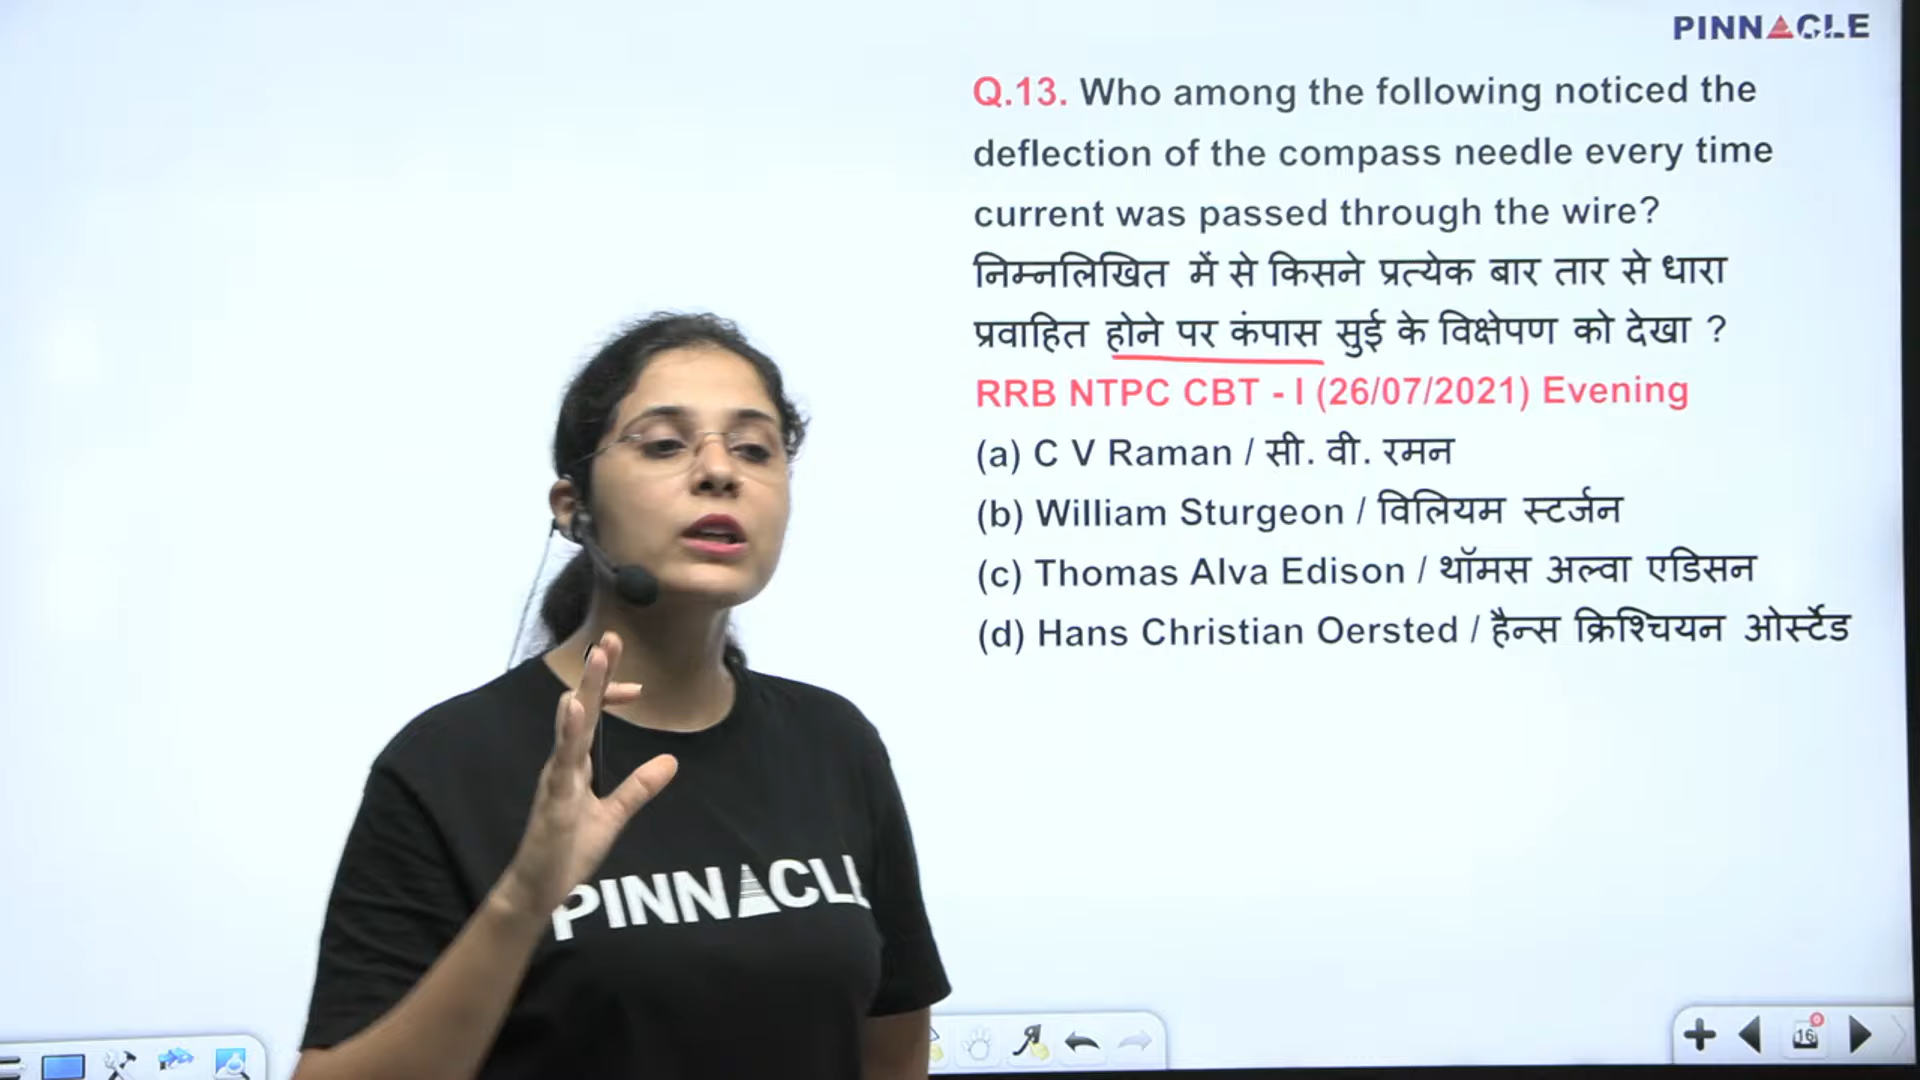 PINNACLE
Q.13. Who among the following noticed the
deflection of the compass needle every time
current was passed through the wire?
निम्नलिखित में से किसने प्रत्येक बार तार से धारा
प्रवाहित होने पर कंपास सुई के विक्षेपण को देखा ?
RRB NTPC CBT - I (26/07/2021) Evening
(a) C V Raman / सी. वी. रमन
(b) William Sturgeon / विलियम स्टर्जन
(c) Thomas Alva Edison / थॉमस अल्वा एडिसन
(d) Hans Christian Oersted / हैन्स क्रिश्चियन ओर्स्टेड
PINNACLE
16
0